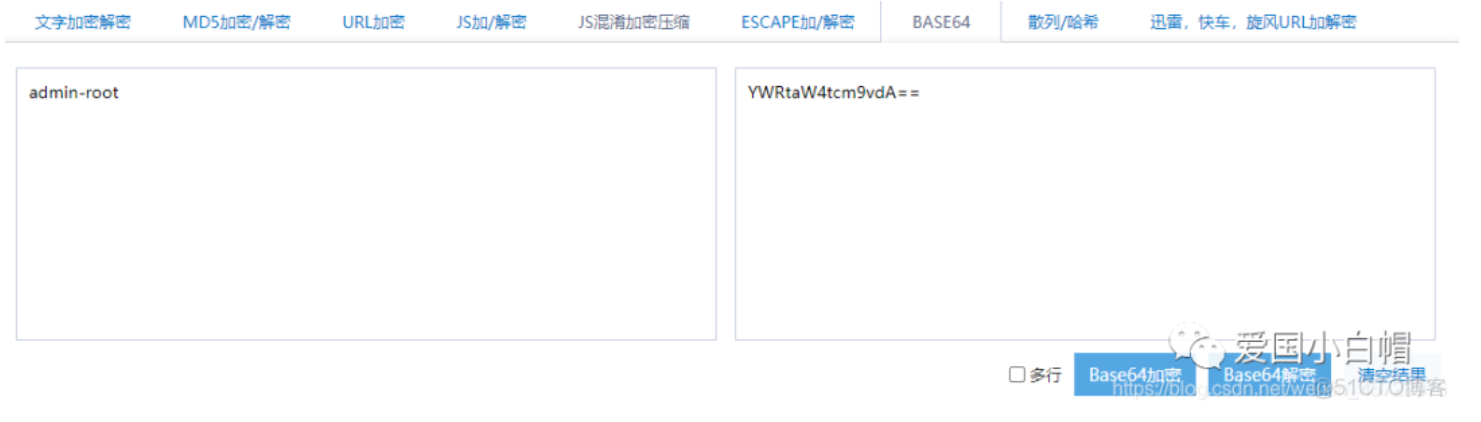 文字加密解密 MD5加密/解密 URL加密 JS加/解密 JS混淆加密压缩 ESCAPE加/解密 BASE64 散列/哈希 迅雷，快车，旋风URL加解密
admin-root YWRtaW4tcm9vdA==
爱国小白帽
多行 Base64加密 Base64解密 清空结果
https://blog.csdn.net/wei @51CTO博客